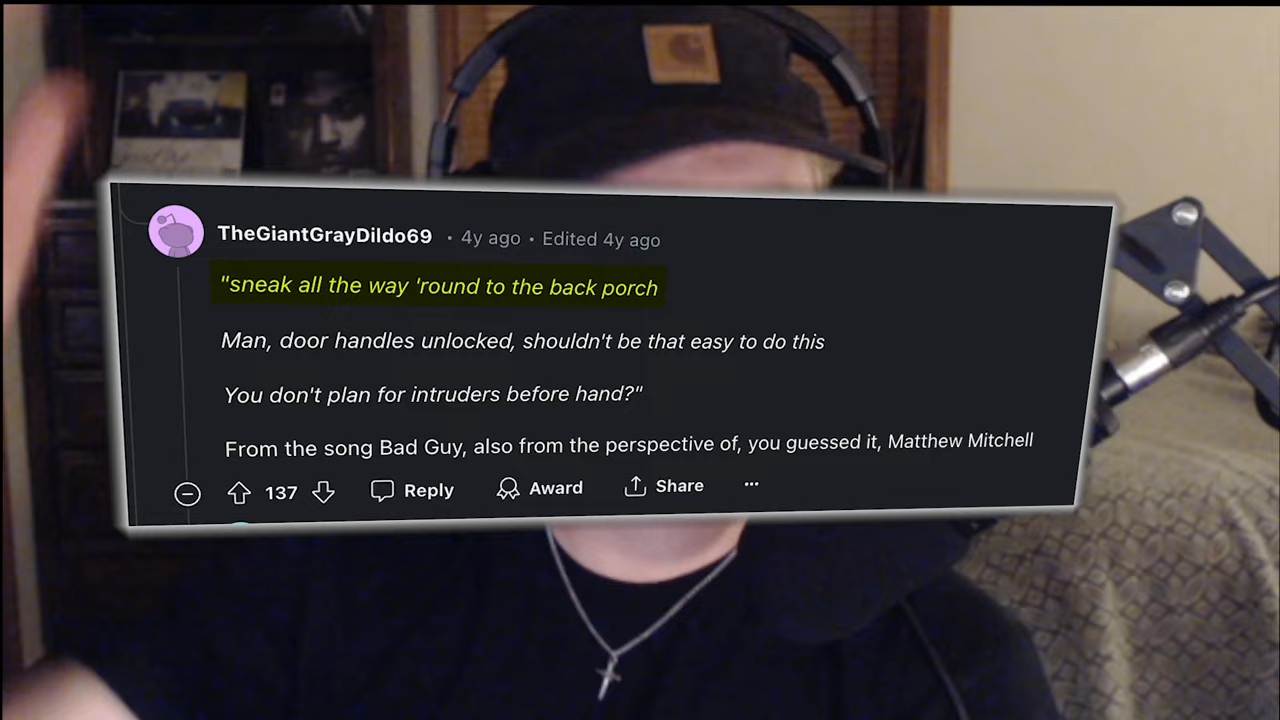 TheGiantGrayDildo69 · 4y ago · Edited 4y ago
"sneak all the way 'round to the back porch
Man, door handles unlocked, shouldn't be that easy to do this
You don't plan for intruders before hand?"
From the song Bad Guy, also from the perspective of, you guessed it, Matthew Mitchell
137 Reply Award Share ...